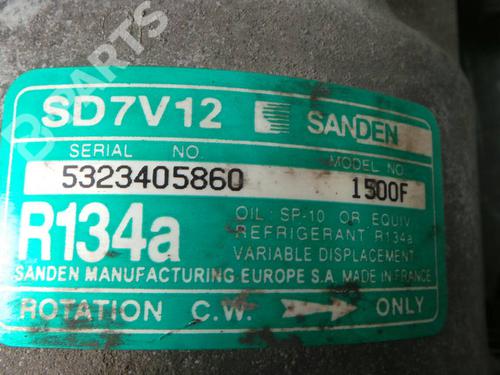 SD7V12 SANDEN
SERIAL NO. MODEL NO.
5323405860 1500F
R134a
OIL: SP-10 OR EQUIV.
REFRIGERANT R134a
VARIABLE DISPLACEMENT
SANDEN MANUFACTURING EUROPE S.A. MADE IN FRANCE
ROTATION C.W. ONLY
B-PARTS